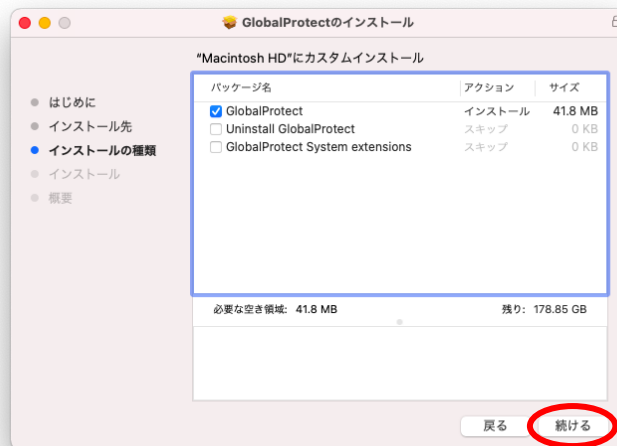 GlobalProtectのインストール
"Macintosh HD"にカスタムインストール
はじめに
インストール先
インストールの種類
インストール
概要
パッケージ名 アクション サイズ
GlobalProtect インストール 41.8 MB
Uninstall GlobalProtect スキップ 0 KB
GlobalProtect System extensions スキップ 0 KB
必要な空き領域: 41.8 MB 残り: 178.85 GB
戻る 続ける